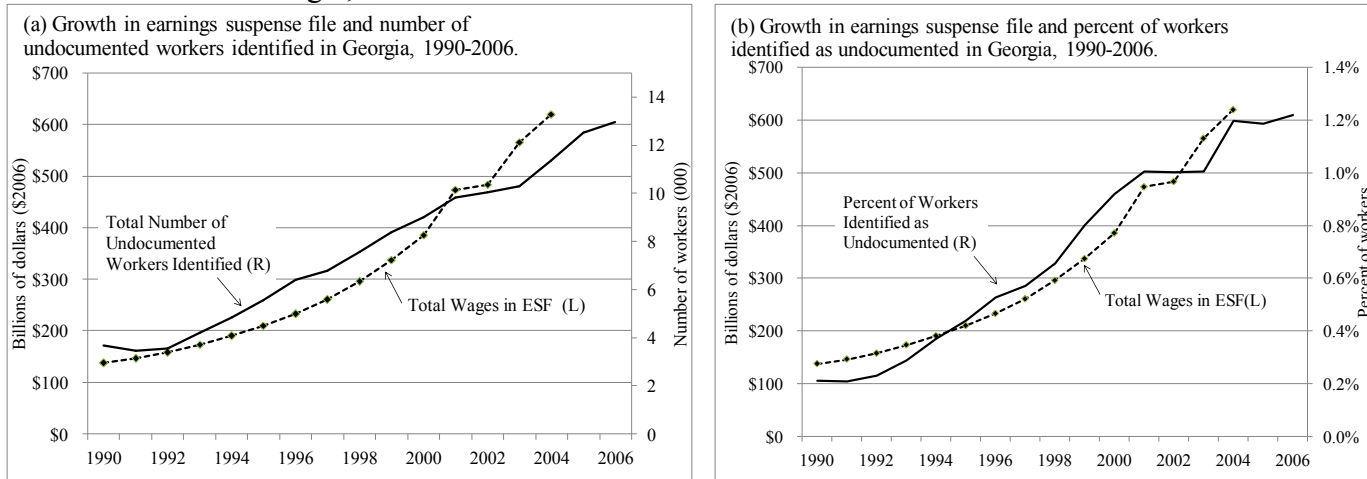 (a) Growth in earnings suspense file and number of
undocumented workers identified in Georgia, 1990-2006.
$700
$600
$500
$400
$300
$200
$100
$0
Billions of dollars ($2006)
14
12
10
8
6
4
2
0
Number of workers (000)
Total Number of
Undocumented
Workers Identified (R)
Total Wages in ESF (L)
1990 1992 1994 1996 1998 2000 2002 2004 2006
(b) Growth in earnings suspense file and percent of workers
identified as undocumented in Georgia, 1990-2006.
$700
$600
$500
$400
$300
$200
$100
$0
Billions of dollars ($2006)
1.4%
1.2%
1.0%
0.8%
0.6%
0.4%
0.2%
0.0%
Percent of workers
Percent of Workers
Identified as
Undocumented (R)
Total Wages in ESF(L)
1990 1992 1994 1996 1998 2000 2002 2004 2006